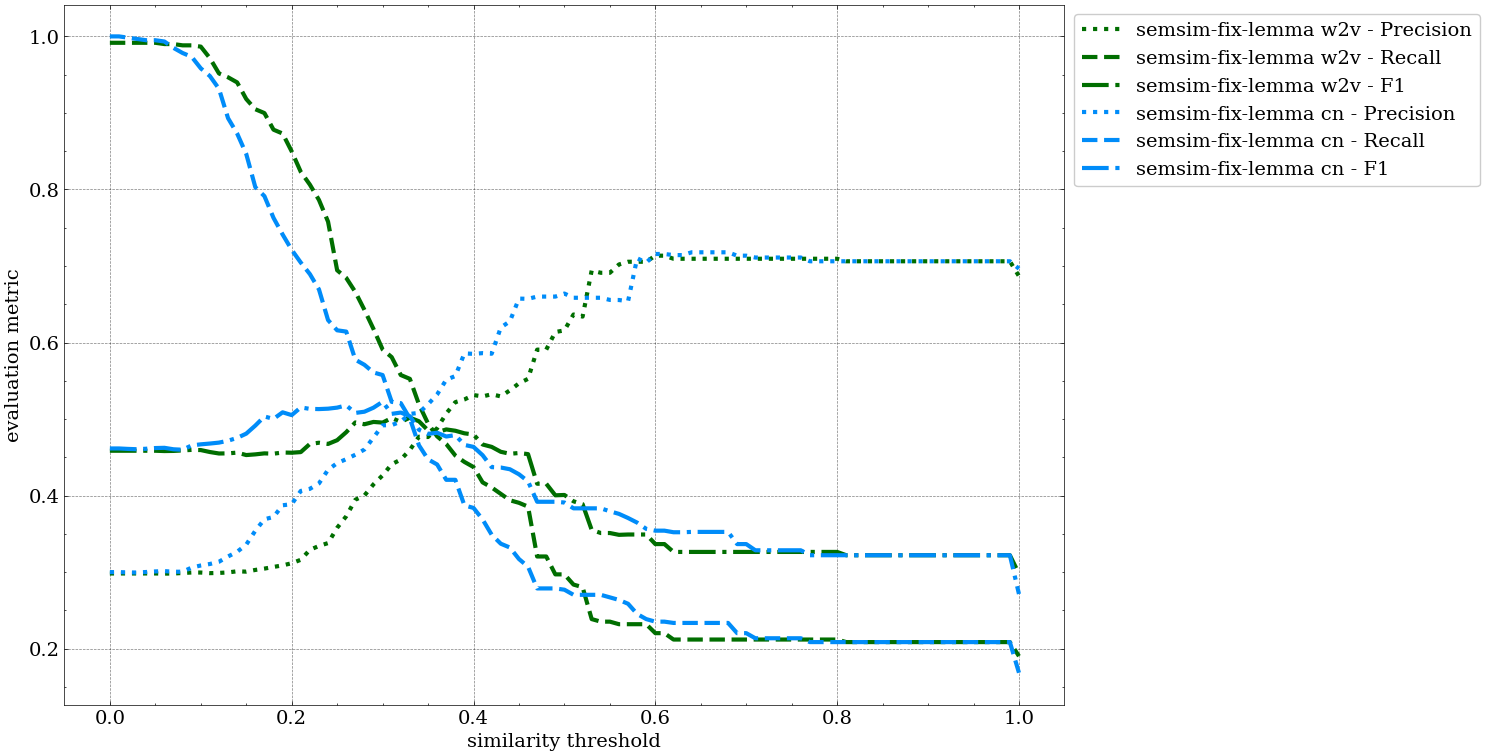 1.0
0.8
0.6
0.4
0.2
evaluation metric
0.0 0.2 0.4 0.6 0.8 1.0
similarity threshold
semsim-fix-lemma w2v - Precision
semsim-fix-lemma w2v - Recall
semsim-fix-lemma w2v - F1
semsim-fix-lemma cn - Precision
semsim-fix-lemma cn - Recall
semsim-fix-lemma cn - F1